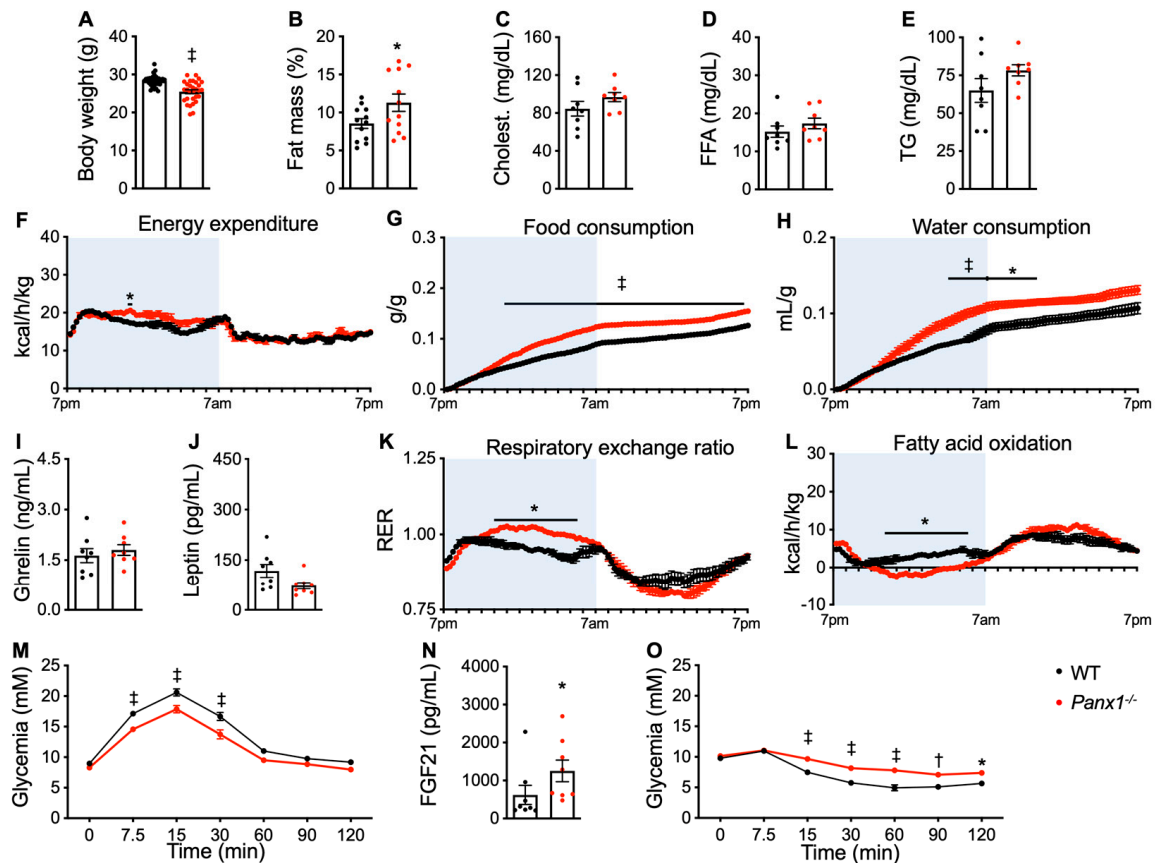 A
Body weight (g)
40
30
20
10
0
‡
B
Fat mass (%)
20
15
10
5
0
*
C
Cholest. (mg/dL)
160
120
80
40
0
D
FFA (mg/dL)
40
30
20
10
0
E
TG (mg/dL)
100
75
50
25
0
F
Energy expenditure
kcal/h/kg
40
30
20
10
0
*
7pm
7am
7pm
G
Food consumption
g/g
0.3
0.2
0.1
0.0
‡
7pm
7am
7pm
H
Water consumption
mL/g
0.2
0.1
0.0
‡ *
7pm
7am
7pm
I
Ghrelin (ng/mL)
4.5
3.0
1.5
0.0
J
Leptin (pg/mL)
450
300
150
0
K
Respiratory exchange ratio
RER
1.25
1.00
0.75
*
7pm
7am
7pm
L
Fatty acid oxidation
kcal/h/kg
30
20
10
0
-10
*
7pm
7am
7pm
M
Glycemia (mM)
25
20
15
10
5
0
‡ ‡ ‡
0 7.5 15 30 60 90 120
Time (min)
N
FGF21 (pg/mL)
4000
3000
2000
1000
0
*
O
Glycemia (mM)
25
20
15
10
5
0
‡ ‡ ‡ † *
0 7.5 15 30 60 90 120
Time (min)
WT
Panx1-/-